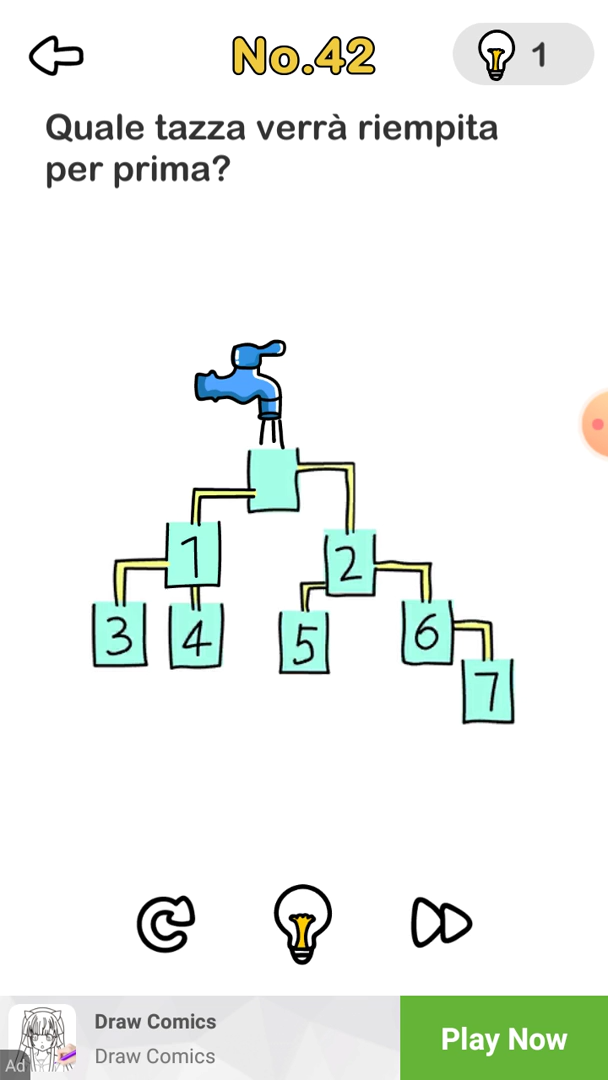 No.42
1
Quale tazza verrà riempita
per prima?
1
2
3
4
5
6
7
Draw Comics
Draw Comics
Ad
Play Now